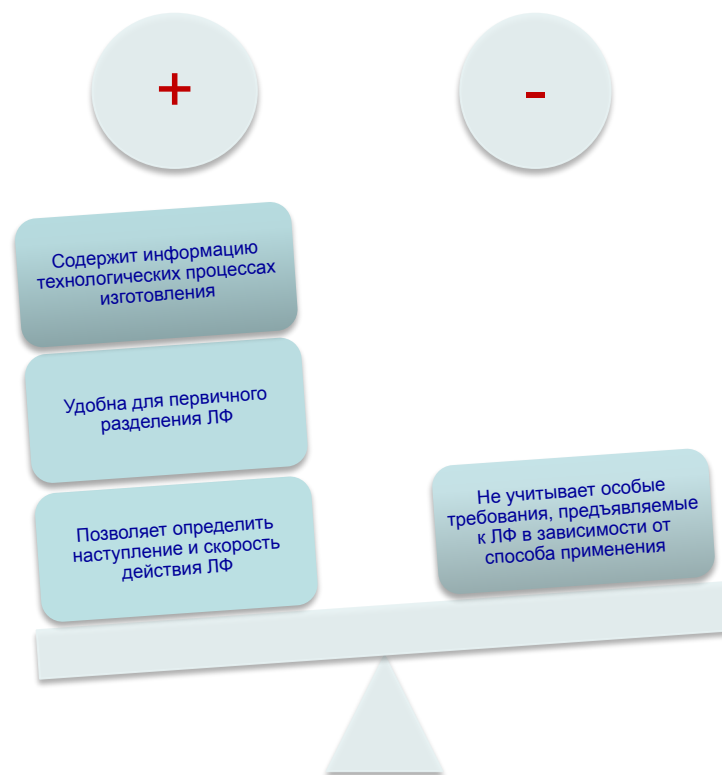 +
-
Содержит информацию
технологических процессах
изготовления
Удобна для первичного
разделения ЛФ
Позволяет определить
наступление и скорость
действия ЛФ
Не учитывает особые
требования, предъявляемые
к ЛФ в зависимости от
способа применения